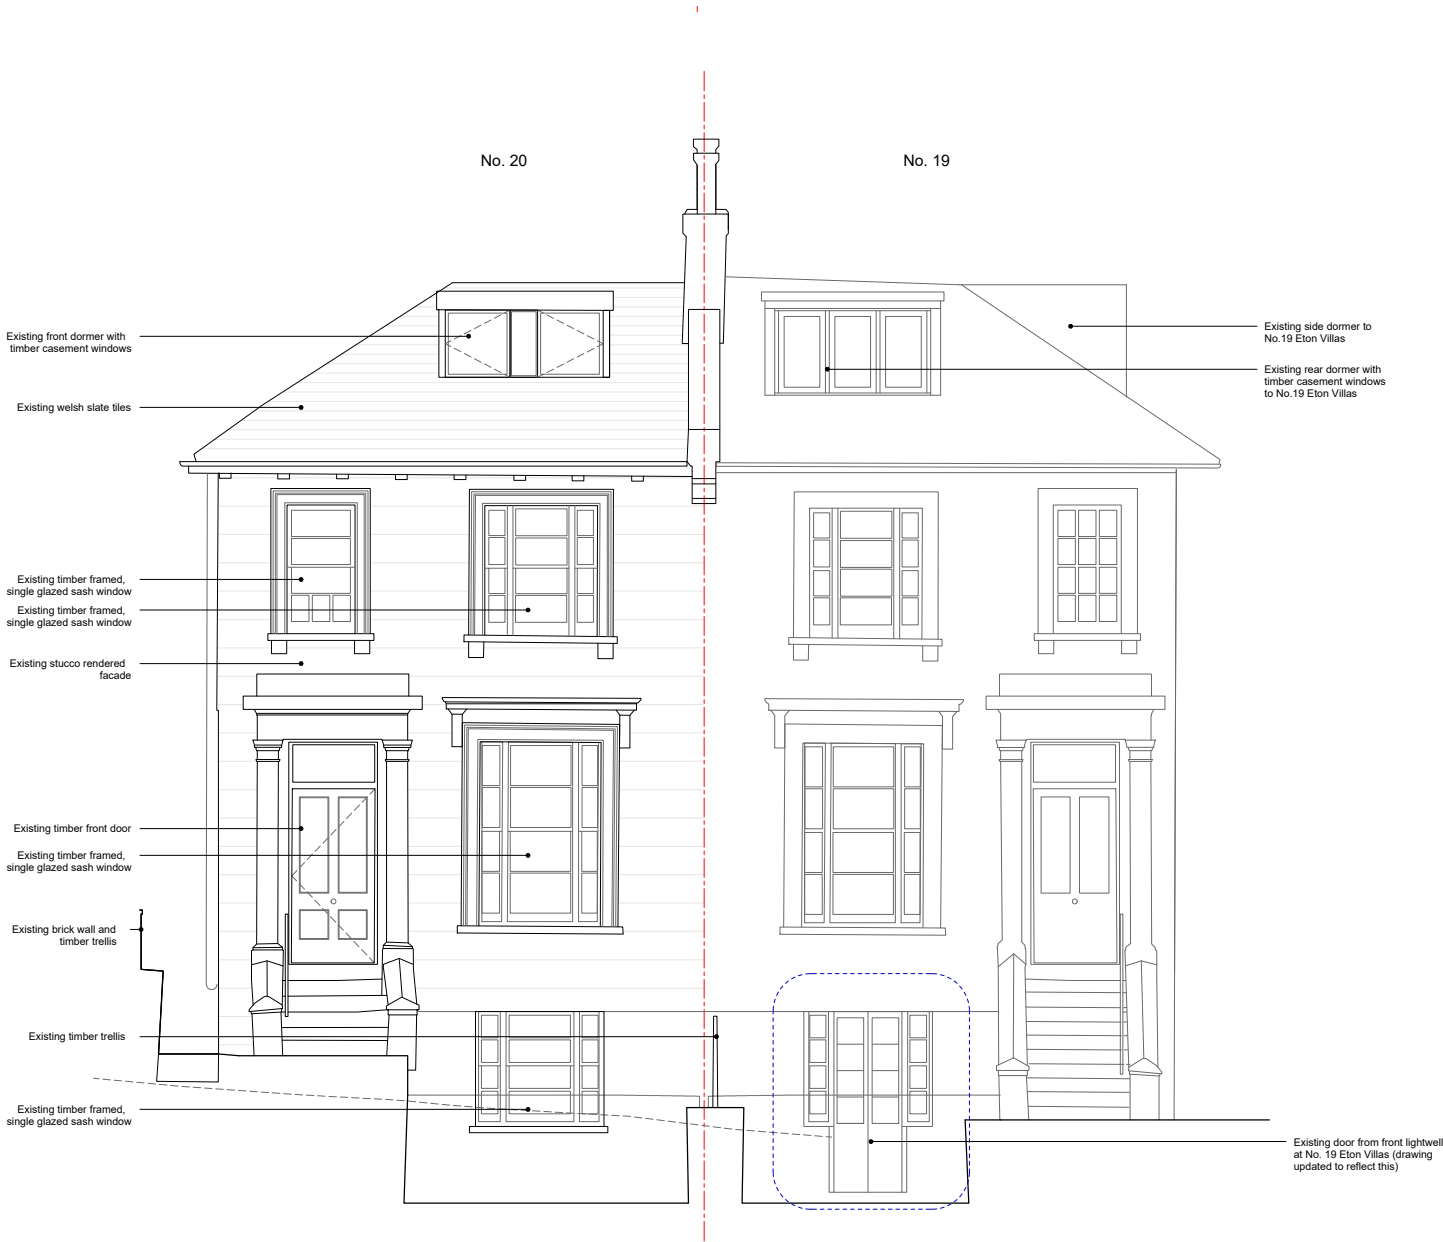 No. 20
No. 19
Existing front dormer with
timber casement windows
Existing welsh slate tiles
Existing timber framed,
single glazed sash window
Existing timber framed,
single glazed sash window
Existing stucco rendered
facade
Existing timber front door
Existing timber framed,
single glazed sash window
Existing brick wall and
timber trellis
Existing timber trellis
Existing timber framed,
single glazed sash window
Existing side dormer to
No.19 Eton Villas
Existing rear dormer with
timber casement windows
to No.19 Eton Villas
Existing door from front lightwell
at No. 19 Eton Villas (drawing
updated to reflect this)